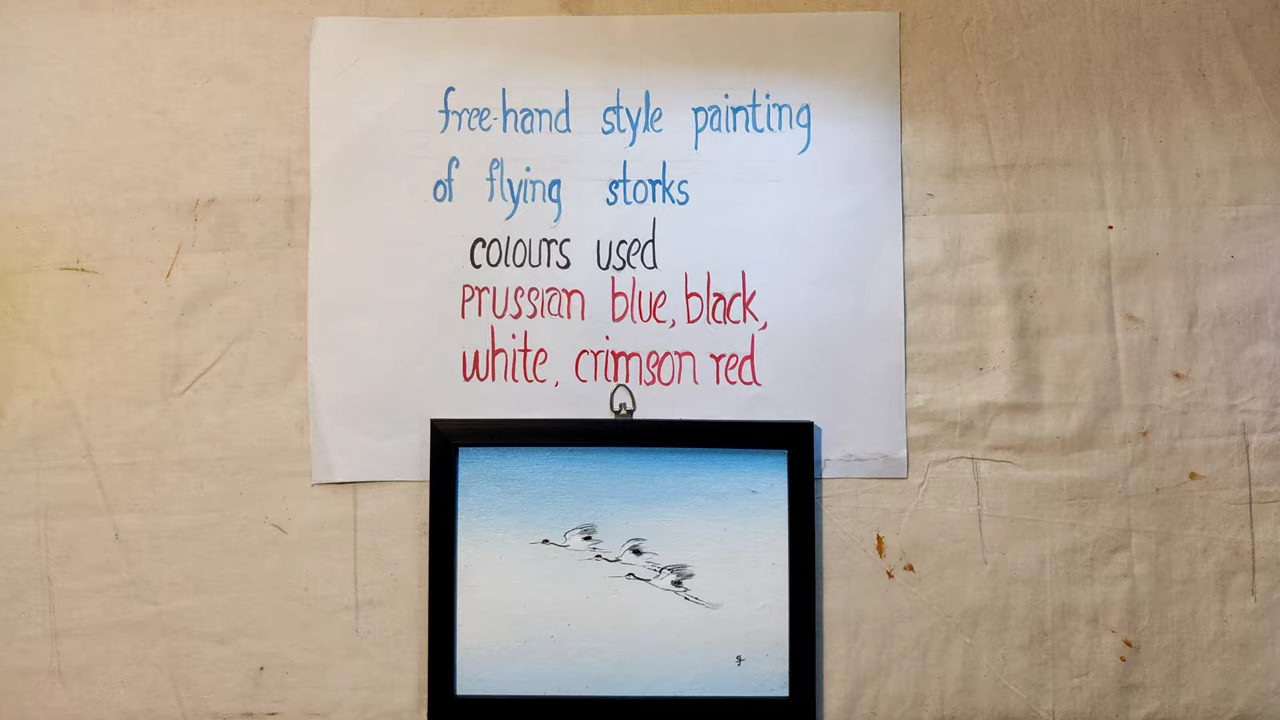 free-hand style painting
of flying storks
colours used
prussian blue, black,
white, crimson red